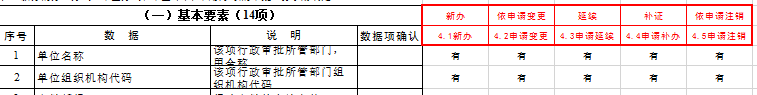 （一）基本要素（14项） 新办 依申请变更 延续 补证 依申请注销
序号 数 据 说 明 数据项确认 4.1新办 4.2申请变更 4.3申请延续 4.4申请补办 4.5申请注销
1 单位名称 该项行政审批所管部门，
用全称 有 有 有 有 有
2 单位组织机构代码 该项行政审批所管部门组
织机构代码 有 有 有 有 有